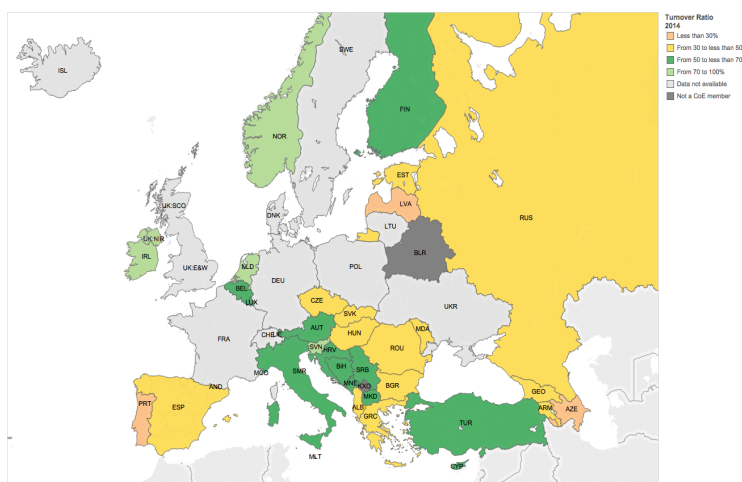 Turnover Ratio
2014
Less than 30%
From 30 to less than 50
From 50 to less than 70
From 70 to 100%
Data not available
Not a CoE member
ISL
SWE
FIN
NOR
EST
LVA
RUS
UK:SCO
DNK
LTU
UK:NIR
IRL
NLD
BLR
UK:E&W
BEL
DEU
POL
LUX
CZE
UKR
SVK
FRA
CHE
AUT
HUN
MDA
SVN
HRV
ROU
MCO
SMR
BIH
SRB
AND
MNE
KXO
BGR
GEO
PRT
ESP
MKD
ALB
ARM
AZE
GRC
TUR
MLT
CYP